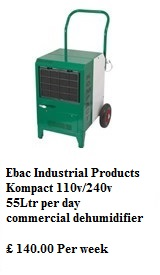 Ebac Industrial Products
Kompact 110v/240v
55Ltr per day
commercial dehumidifier
£ 140.00 Per week